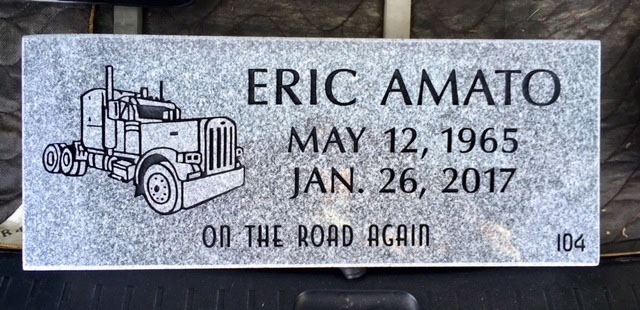 ERIC AMATO
MAY 12, 1965
JAN. 26, 2017
ON THE ROAD AGAIN
104